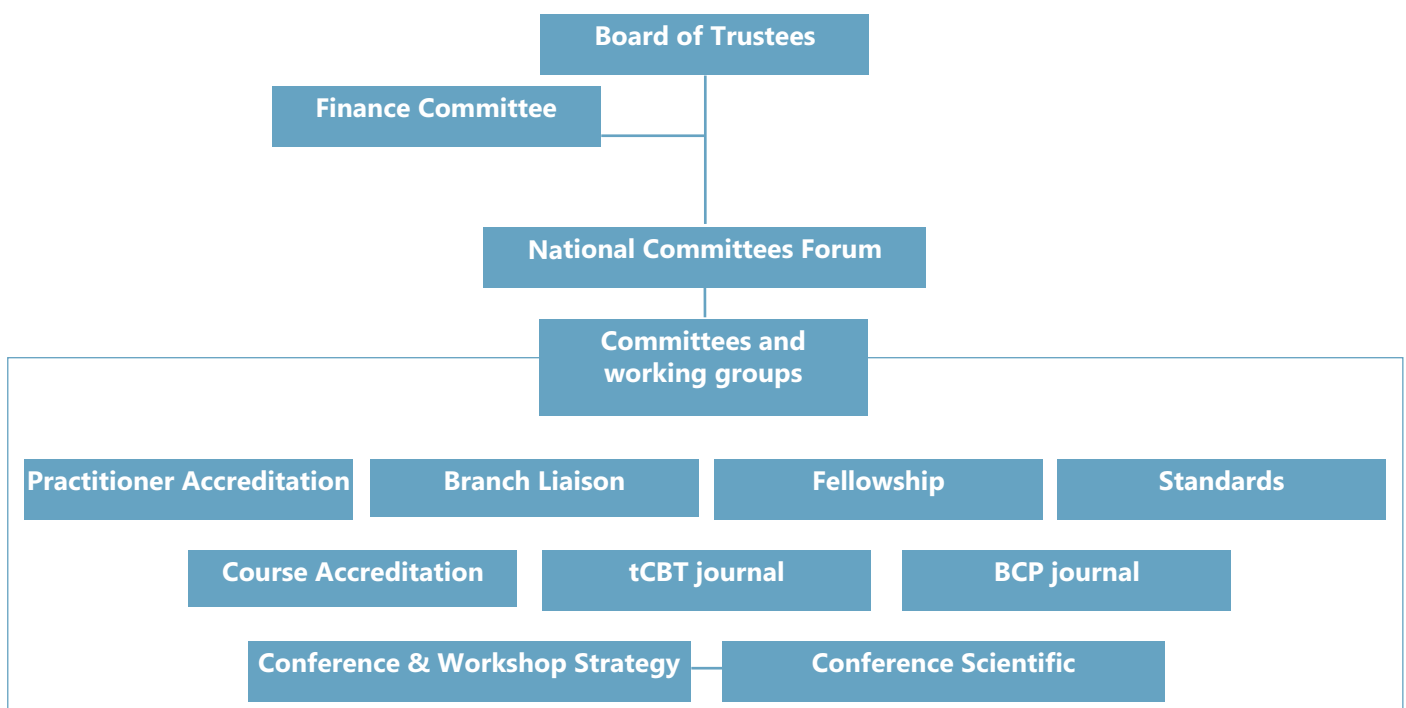 Board of Trustees
Finance Committee
National Committees Forum
Committees and
working groups
Practitioner Accreditation
Branch Liaison
Fellowship
Standards
Course Accreditation
tCBT journal
BCP journal
Conference & Workshop Strategy
Conference Scientific